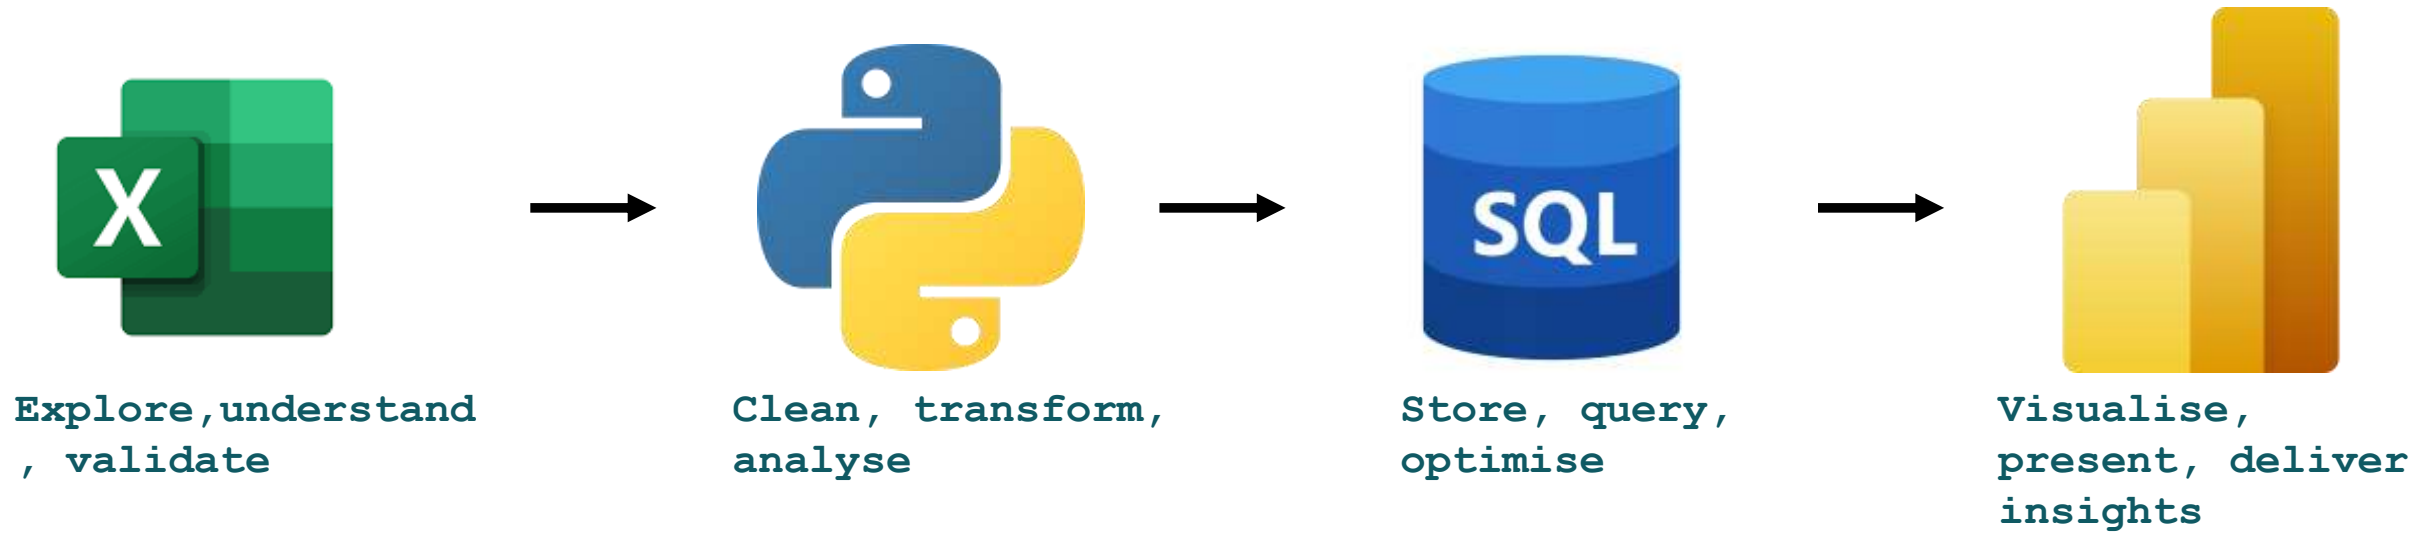 X
SQL
Explore,understand
, validate
Clean, transform,
analyse
Store, query,
optimise
Visualise,
present, deliver
insights